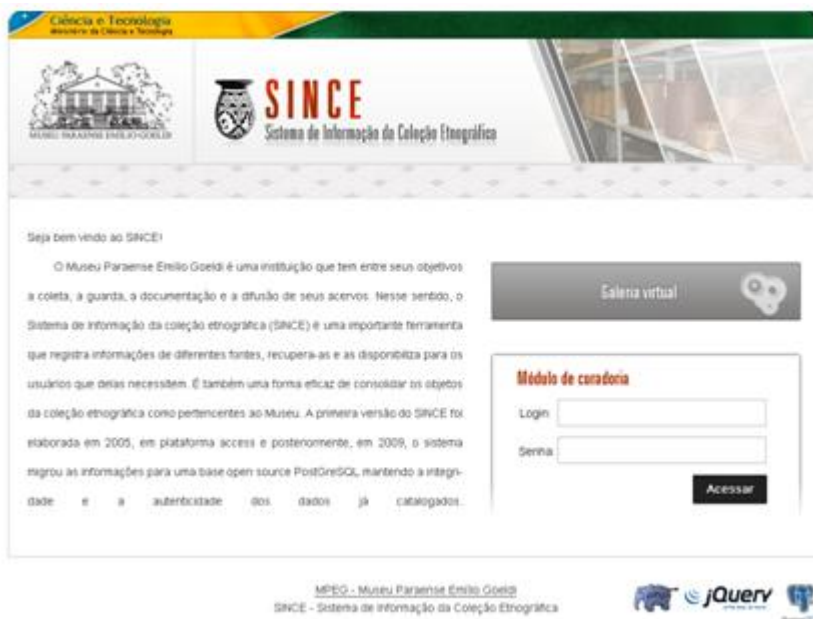 Ciência e Tecnologia
Ministério da Ciência e Tecnologia
MUSEU PARAENSE EMILIO GOELDI
SINCE
Sistema de Informação da Coleção Etnográfica
Seja bem vindo ao SINCE!
O Museu Paraense Emílio Goeldi é uma instituição que tem entre seus objetivos
a coleta, a guarda, a documentação e a difusão de seus acervos. Nesse sentido, o
Sistema de Informação da coleção etnográfica (SINCE) é uma importante ferramenta
que registra informações de diferentes fontes, recupera-as e as disponibiliza para os
usuários que delas necessitem. É também uma forma eficaz de consolidar os objetos
da coleção etnográfica como pertencentes ao Museu. A primeira versão do SINCE foi
elaborada em 2005, em plataforma access e posteriormente, em 2009, o sistema
migrou as informações para uma base open source PostGreSQL, mantendo a integri-
dade e a autenticidade dos dados já catalogados.
Galeria virtual
Módulo de curadoria
Login
Senha
Acessar
MPEG - Museu Paraense Emílio Goeldi
SINCE - Sistema de Informação da Coleção Etnográfica
jQuery